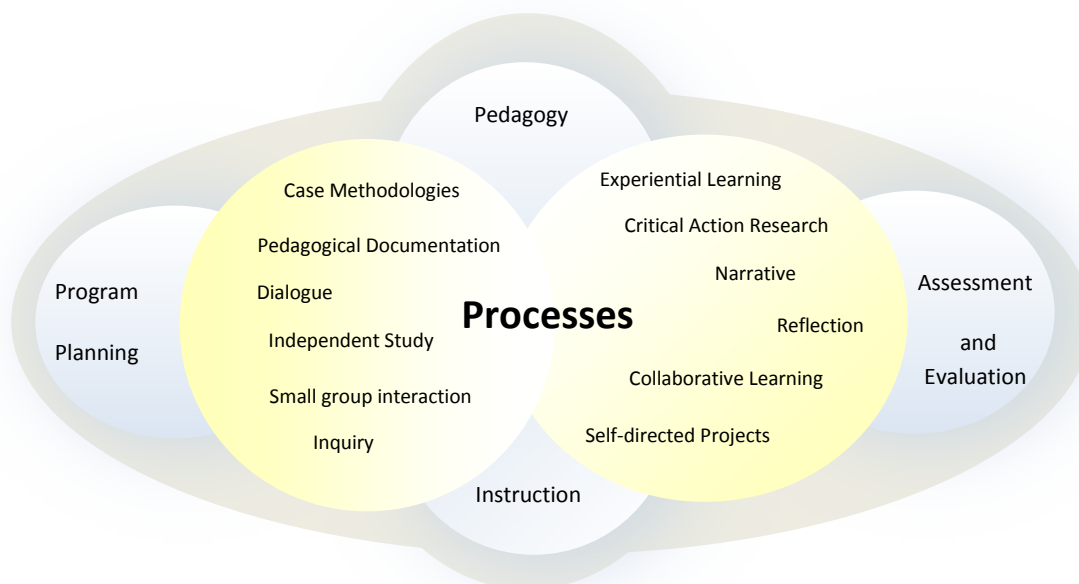 Pedagogy
Case Methodologies
Pedagogical Documentation
Dialogue
Independent Study
Small group interaction
Inquiry
Processes
Experiential Learning
Critical Action Research
Narrative
Reflection
Collaborative Learning
Self-directed Projects
Program
Planning
Assessment
and
Evaluation
Instruction